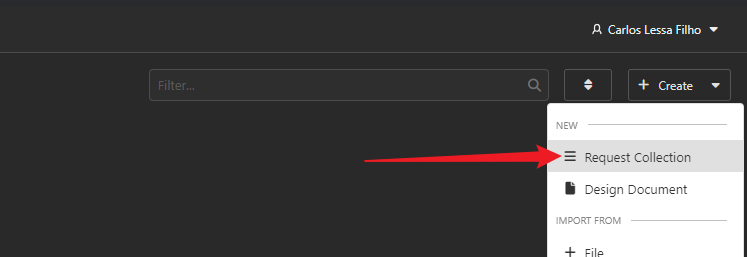 Carlos Lessa Filho
Filter...
Create
NEW
Request Collection
Design Document
IMPORT FROM
File